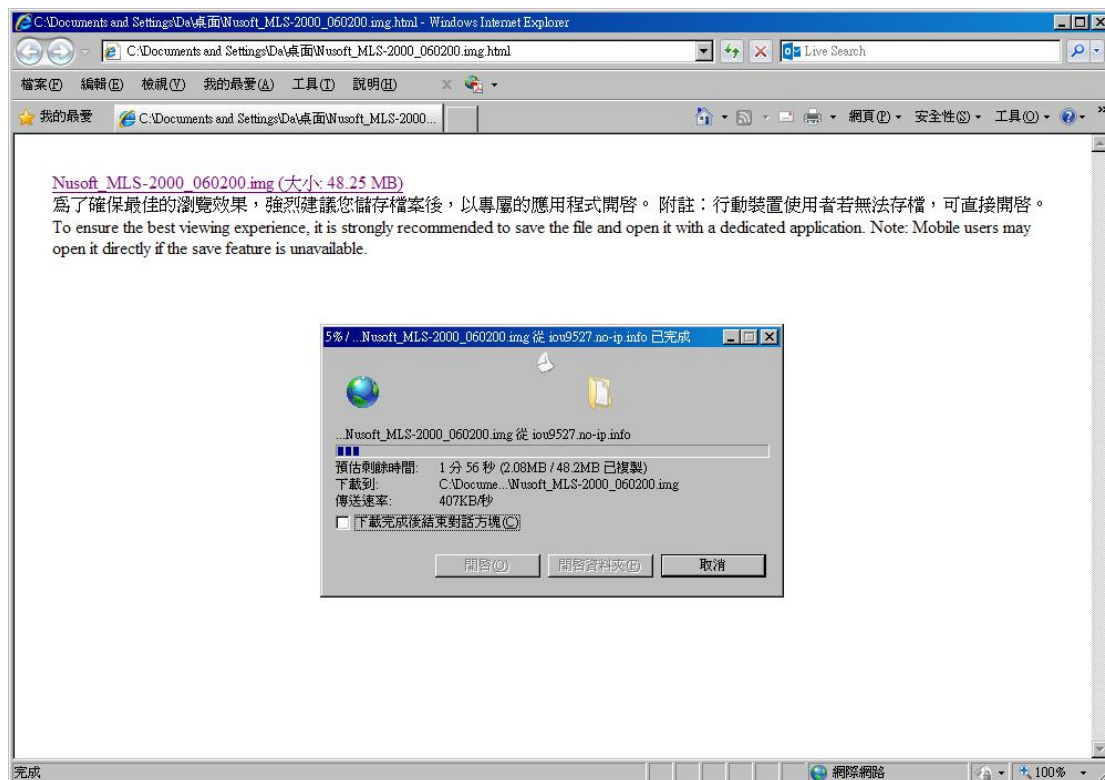 C:\Documents and Settings\Da\桌面\Nusoft_MLS-2000_060200.img.html - Windows Internet Explorer
C:\Documents and Settings\Da\桌面\Nusoft_MLS-2000_060200.img.html
Live Search
檔案(F) 編輯(E) 檢視(V) 我的最愛(A) 工具(T) 說明(H)
我的最愛
C:\Documents and Settings\Da\桌面\Nusoft_MLS-2000...
網頁(P) 安全性(S) 工具(O)
Nusoft_MLS-2000_060200.img (大小: 48.25 MB)
為了確保最佳的瀏覽效果，強烈建議您儲存檔案後，以專屬的應用程式開啟。 附註：行動裝置使用者若無法存檔，可直接開啟。
To ensure the best viewing experience, it is strongly recommended to save the file and open it with a dedicated application. Note: Mobile users may
open it directly if the save feature is unavailable.
5% / ...Nusoft_MLS-2000_060200.img 從 iou9527.no-ip.info 已完成
...Nusoft_MLS-2000_060200.img 從 iou9527.no-ip.info
預估剩餘時間: 1 分 56 秒 (2.08MB / 48.2MB 已複製)
下載到: C:\Docume...\Nusoft_MLS-2000_060200.img
傳送速率: 407KB/秒
下載完成後結束對話方塊(C)
開啟(O) 開啟資料夾(F) 取消
完成
網際網路
100%